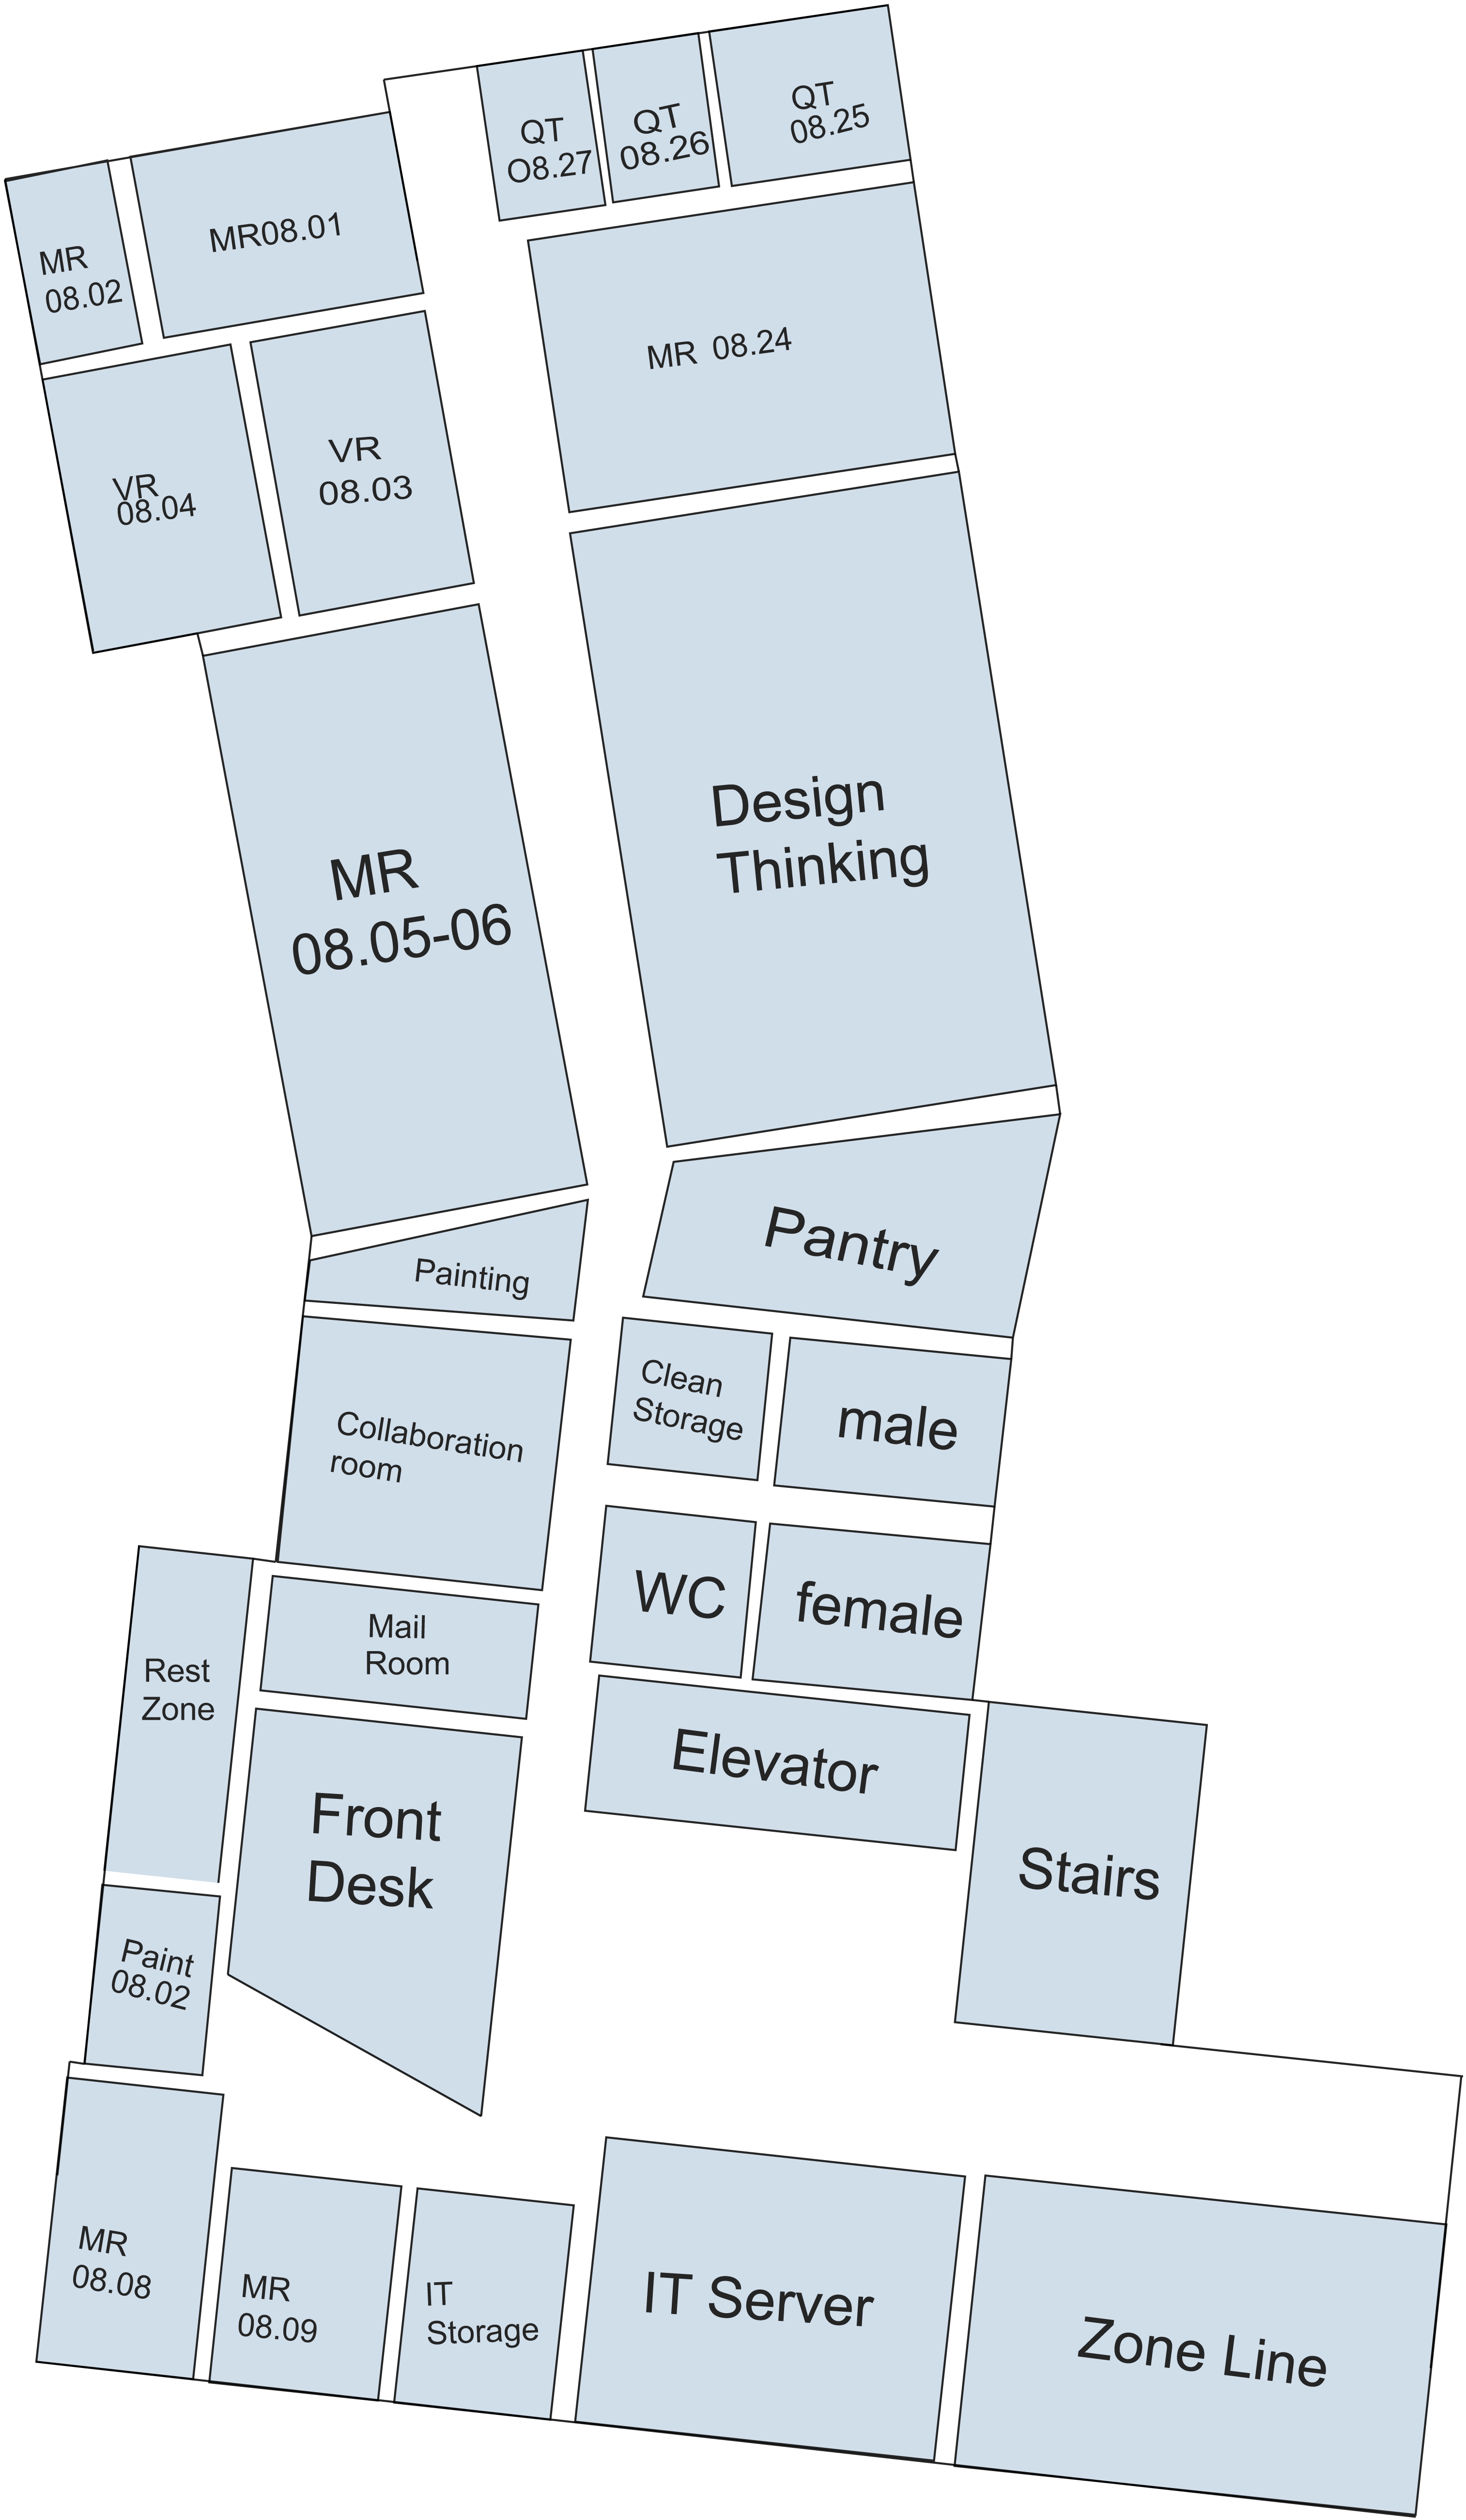 QT
08.25
QT
08.26
QT
O8.27
MR08.01
MR
08.02
MR 08.24
VR
08.03
VR
08.04
Design
Thinking
MR
08.05-06
Pantry
Painting
Clean
Storage
male
Collaboration
room
WC
female
Mail
Room
Rest
Zone
Elevator
Front
Desk
Stairs
Paint
08.02
MR
08.08
MR
08.09
IT
Storage
IT Server
Zone Line